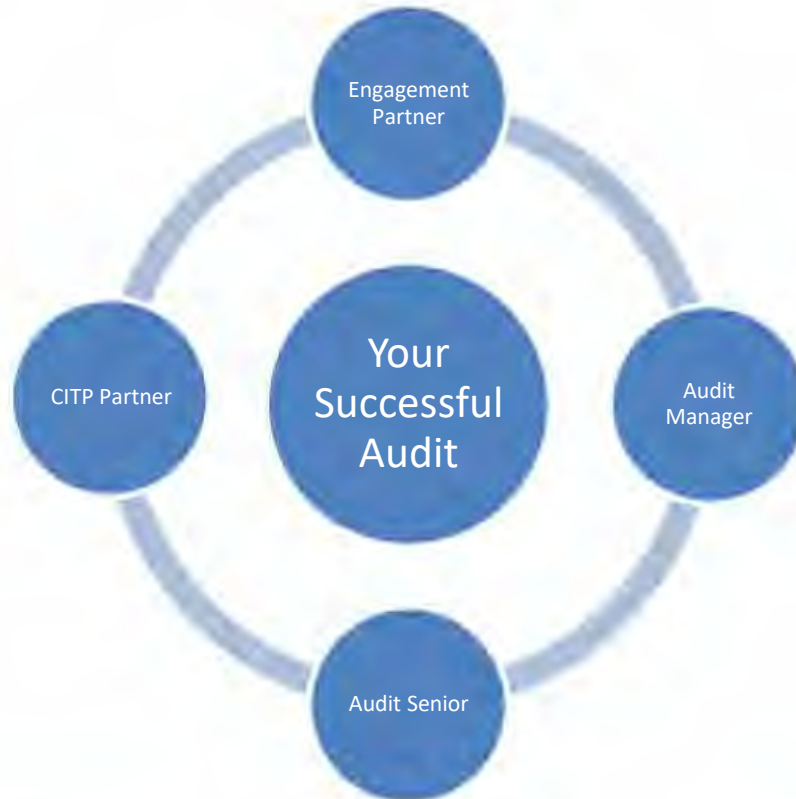 Engagement
Partner
Your
Successful
Audit
CITP Partner
Audit
Manager
Audit Senior